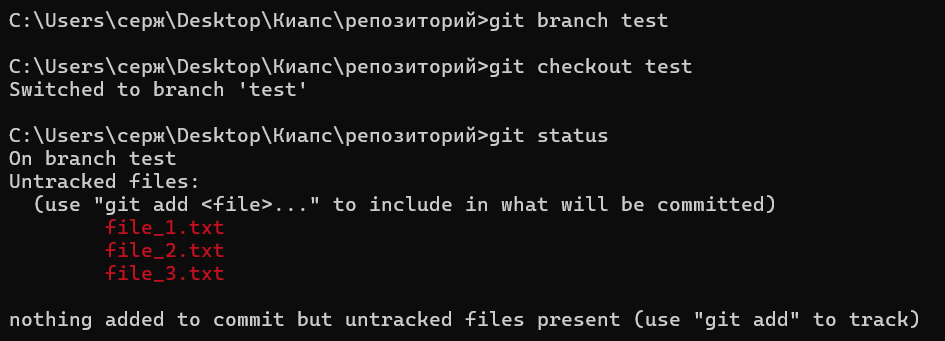 C:\Users\серж\Desktop\Киапс\репозиторий>git branch test
C:\Users\серж\Desktop\Киапс\репозиторий>git checkout test
Switched to branch 'test'
C:\Users\серж\Desktop\Киапс\репозиторий>git status
On branch test
Untracked files:
  (use "git add <file>..." to include in what will be committed)
        file_1.txt
        file_2.txt
        file_3.txt
nothing added to commit but untracked files present (use "git add" to track)